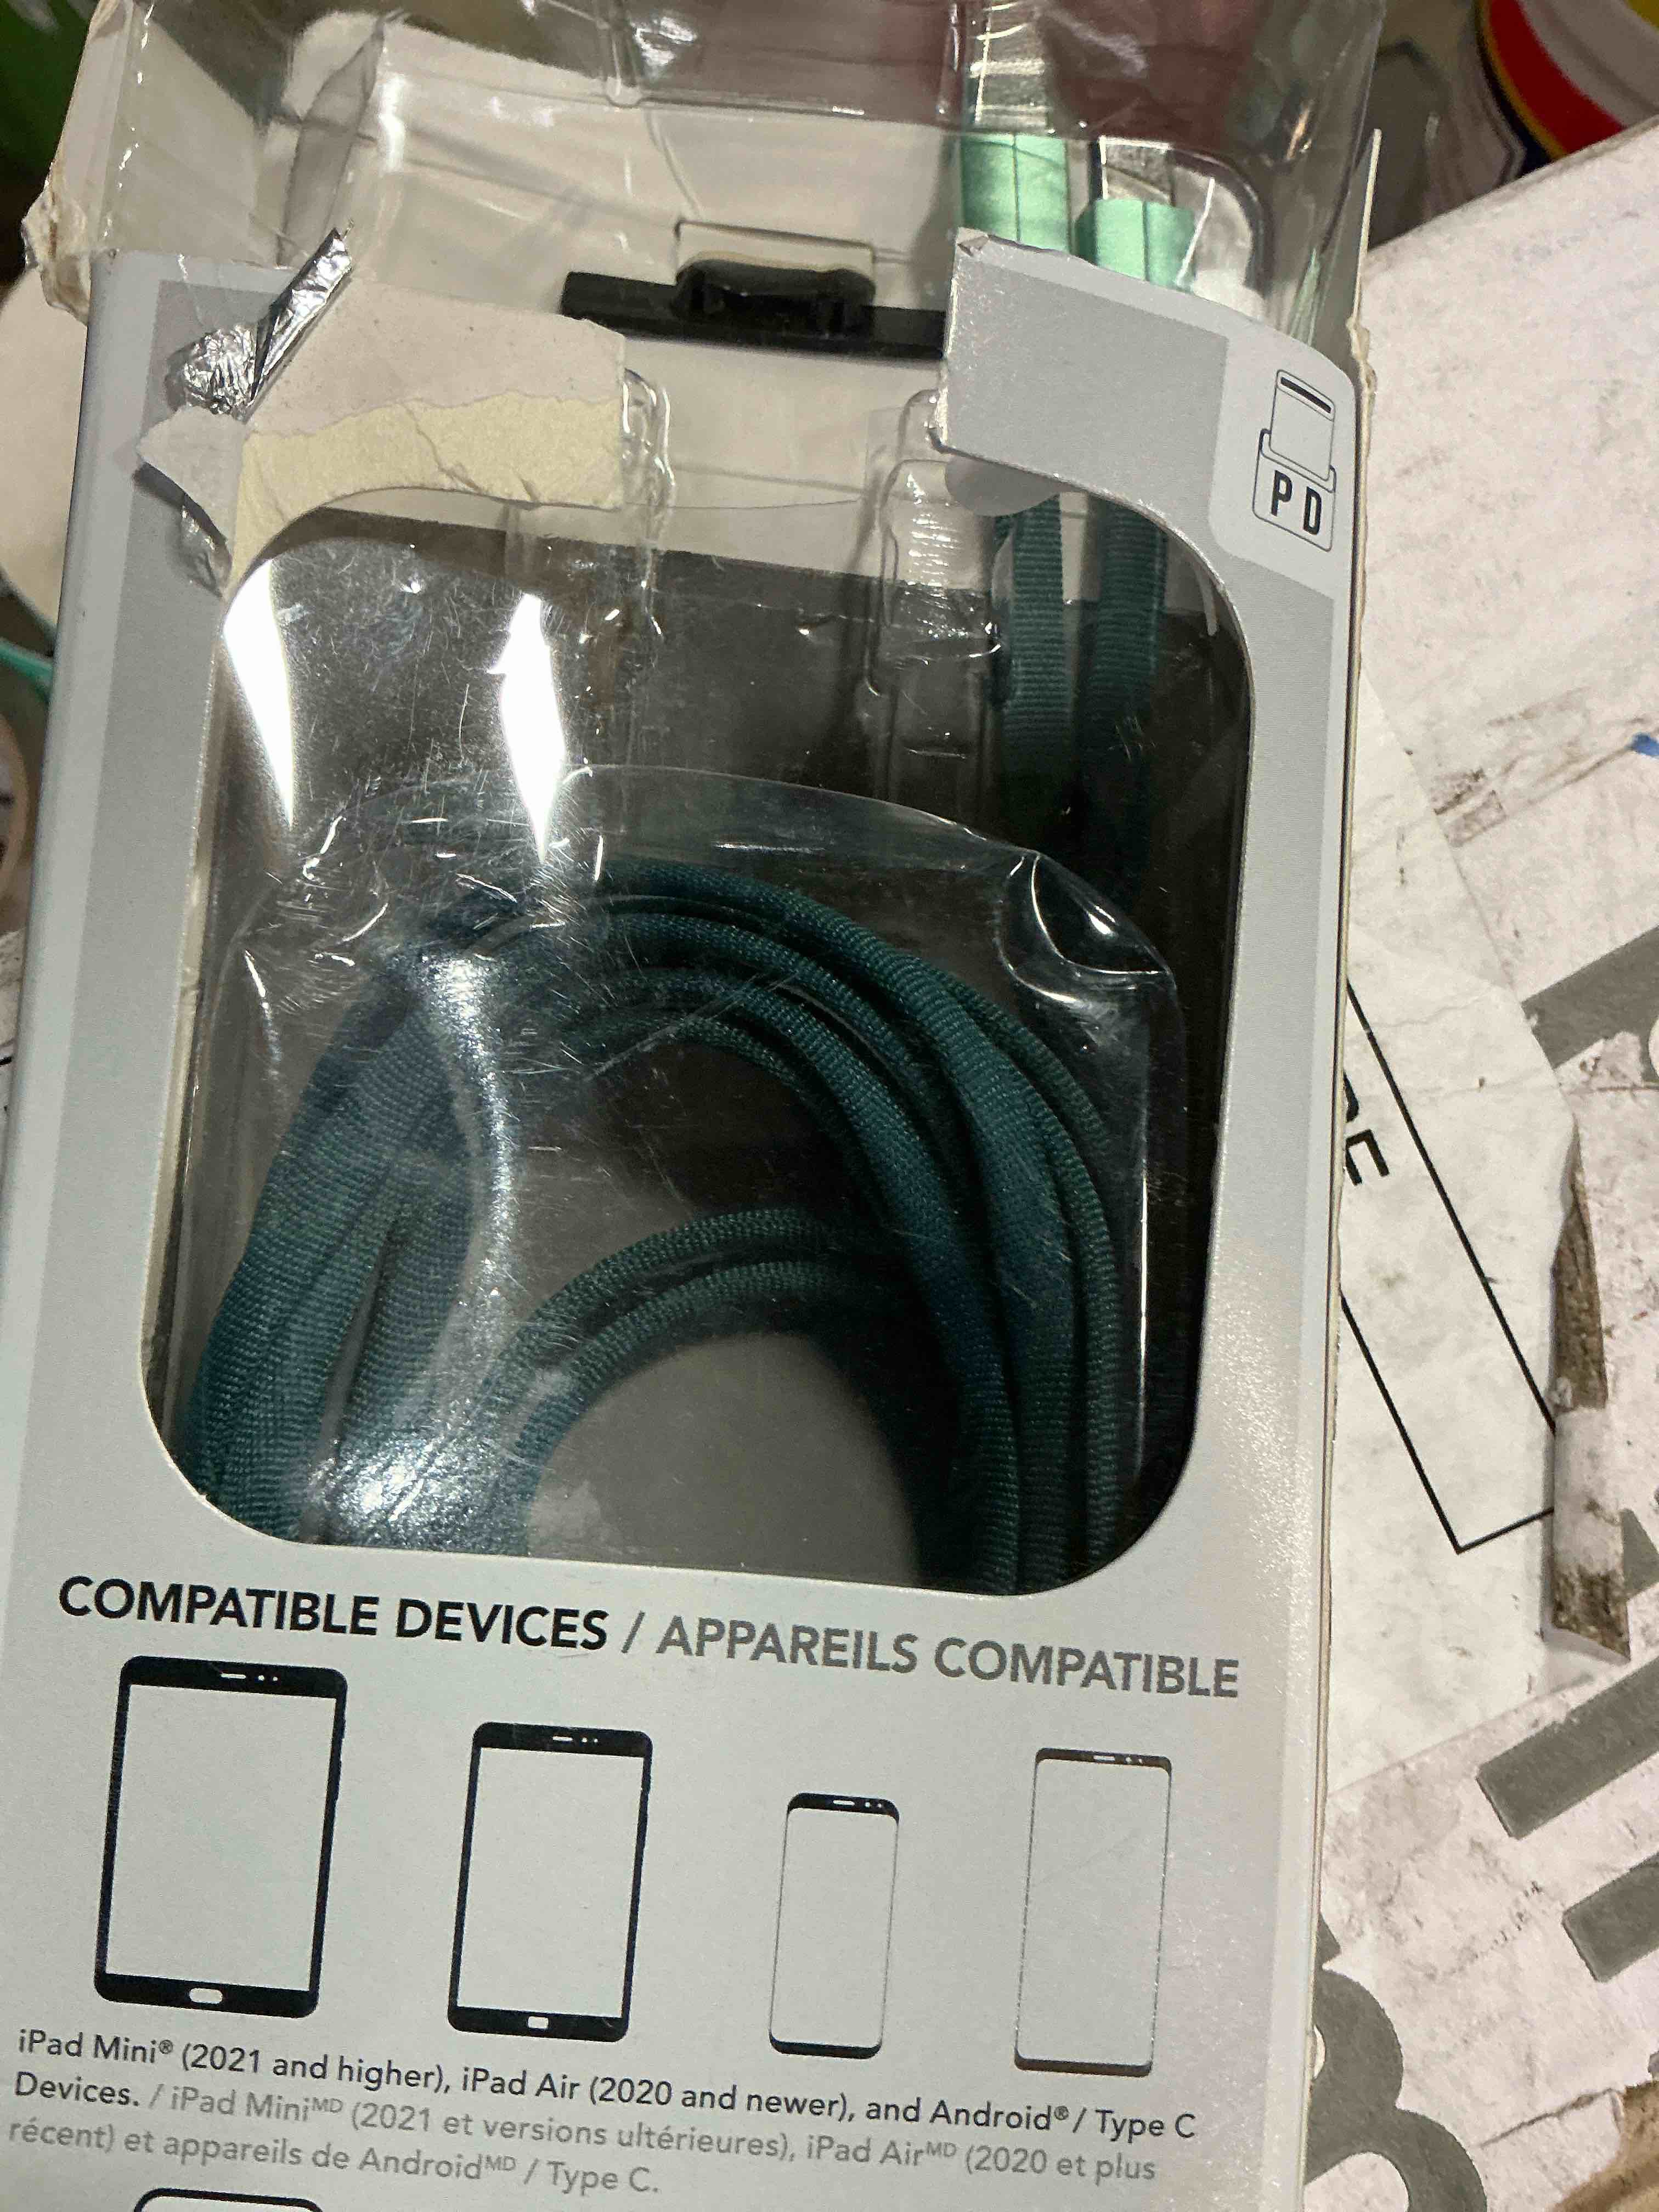 PD
COMPATIBLE DEVICES / APPAREILS COMPATIBLE
iPad Mini® (2021 and higher), iPad Air (2020 and newer), and Android® / Type C
Devices. / iPad Miniᴹᴰ (2021 et versions ultérieures), iPad Airᴹᴰ (2020 et plus
récent) et appareils de Androidᴹᴰ / Type C.